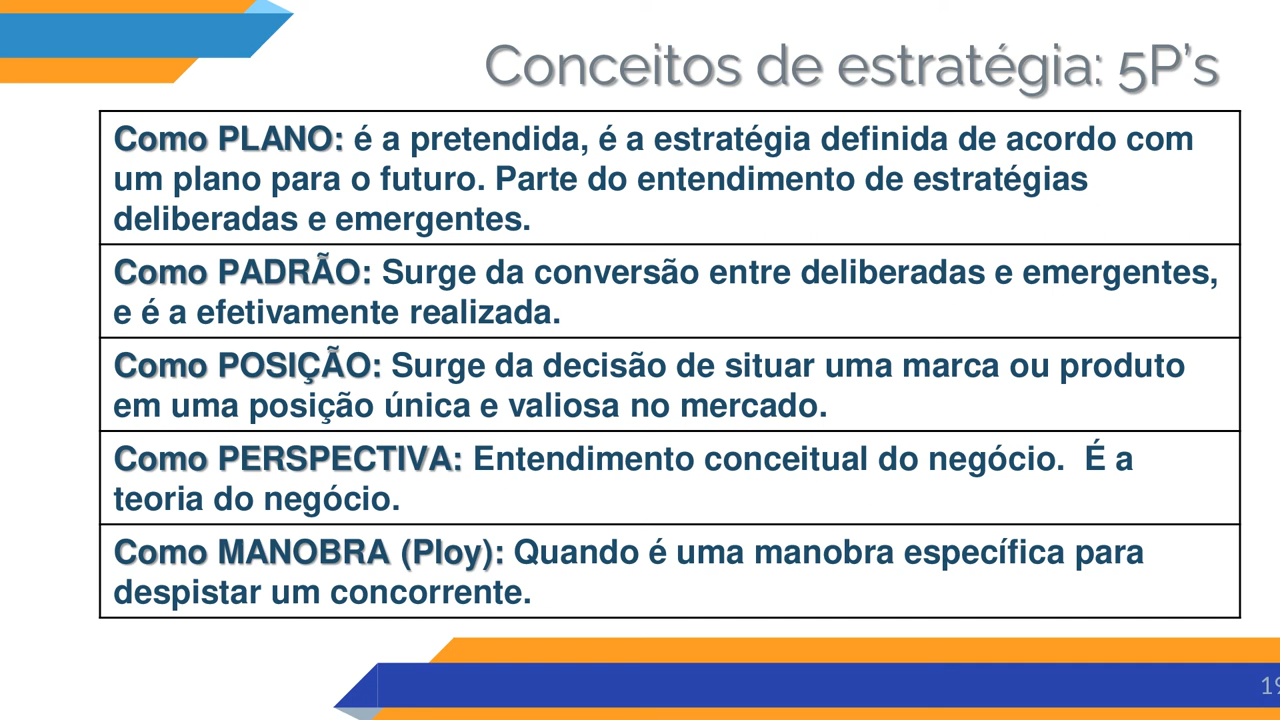 Conceitos de estratégia: 5P's
Como PLANO: é a pretendida, é a estratégia definida de acordo com
um plano para o futuro. Parte do entendimento de estratégias
deliberadas e emergentes.
Como PADRÃO: Surge da conversão entre deliberadas e emergentes,
e é a efetivamente realizada.
Como POSIÇÃO: Surge da decisão de situar uma marca ou produto
em uma posição única e valiosa no mercado.
Como PERSPECTIVA: Entendimento conceitual do negócio.  É a
teoria do negócio.
Como MANOBRA (Ploy): Quando é uma manobra específica para
despistar um concorrente.